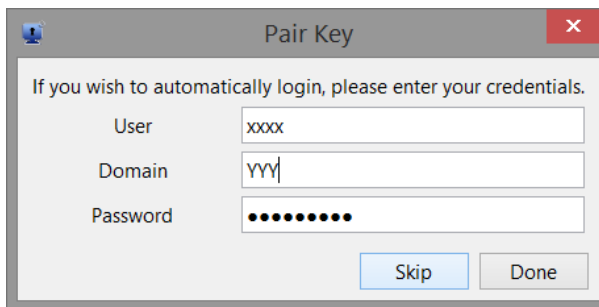 Pair Key
If you wish to automatically login, please enter your credentials.
User xxxx
Domain YYY
Password •••••••••
Skip Done